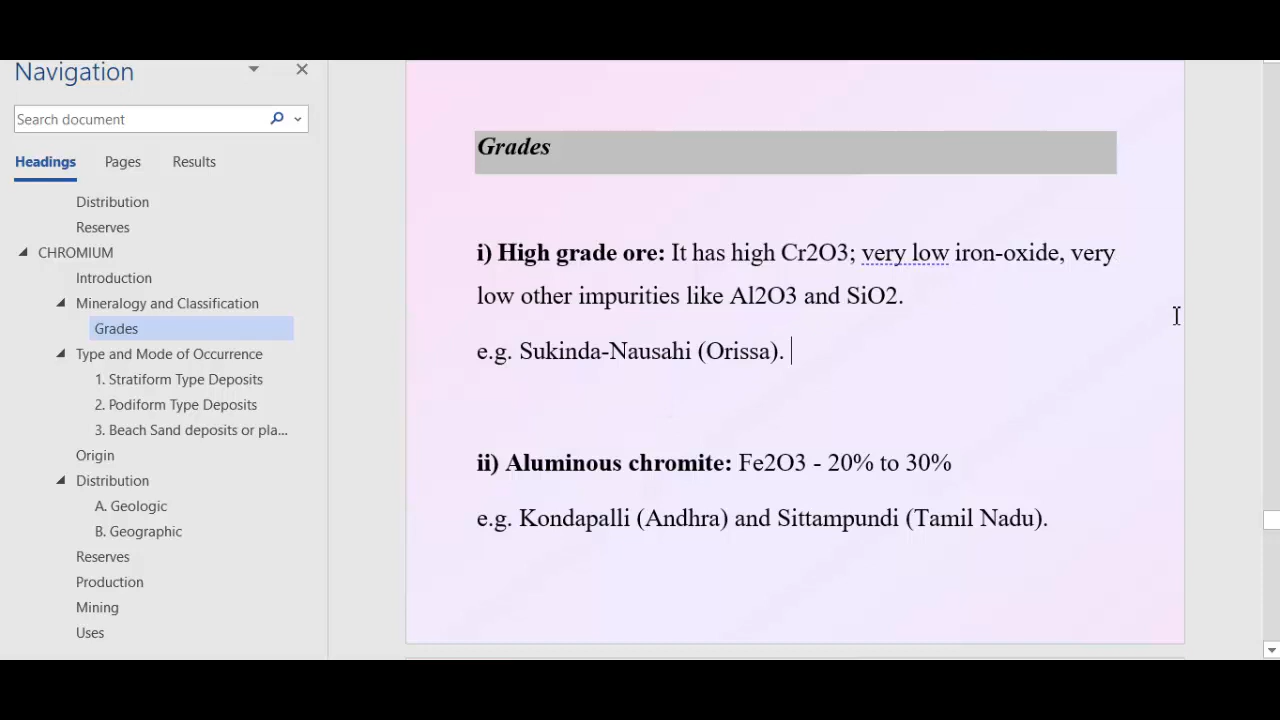 Navigation
Search document
Headings Pages Results
Distribution
Reserves
CHROMIUM
Introduction
Mineralogy and Classification
Grades
Type and Mode of Occurrence
1. Stratiform Type Deposits
2. Podiform Type Deposits
3. Beach Sand deposits or pla...
Origin
Distribution
A. Geologic
B. Geographic
Reserves
Production
Mining
Uses
Grades
i) High grade ore: It has high Cr2O3; very low iron-oxide, very
low other impurities like Al2O3 and SiO2.
e.g. Sukinda-Nausahi (Orissa).
ii) Aluminous chromite: Fe2O3 - 20% to 30%
e.g. Kondapalli (Andhra) and Sittampundi (Tamil Nadu).